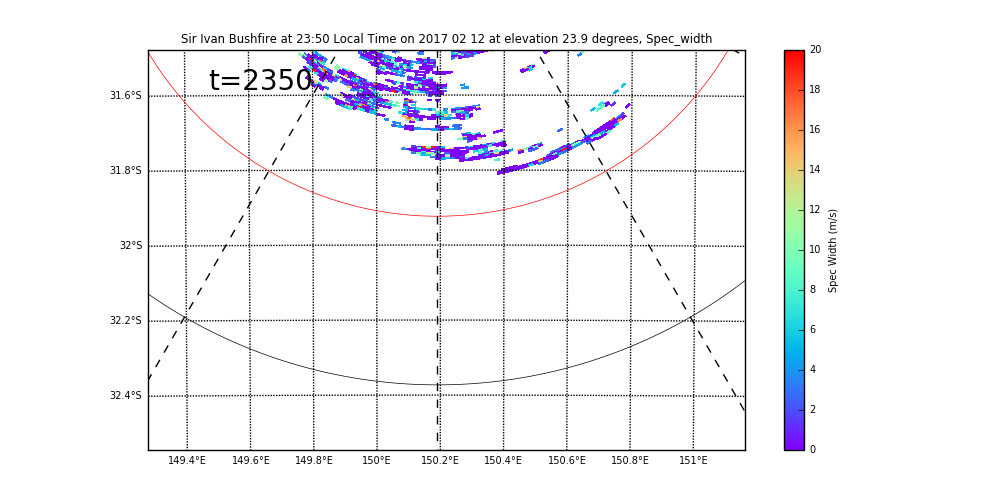 Sir Ivan Bushfire at 23:50 Local Time on 2017 02 12 at elevation 23.9 degrees, Spec_width
t=2350
31.6°S
31.8°S
32°S
32.2°S
32.4°S
149.4°E 149.6°E 149.8°E 150°E 150.2°E 150.4°E 150.6°E 150.8°E 151°E
20
18
16
14
12
10
8
6
4
2
0
Spec Width (m/s)